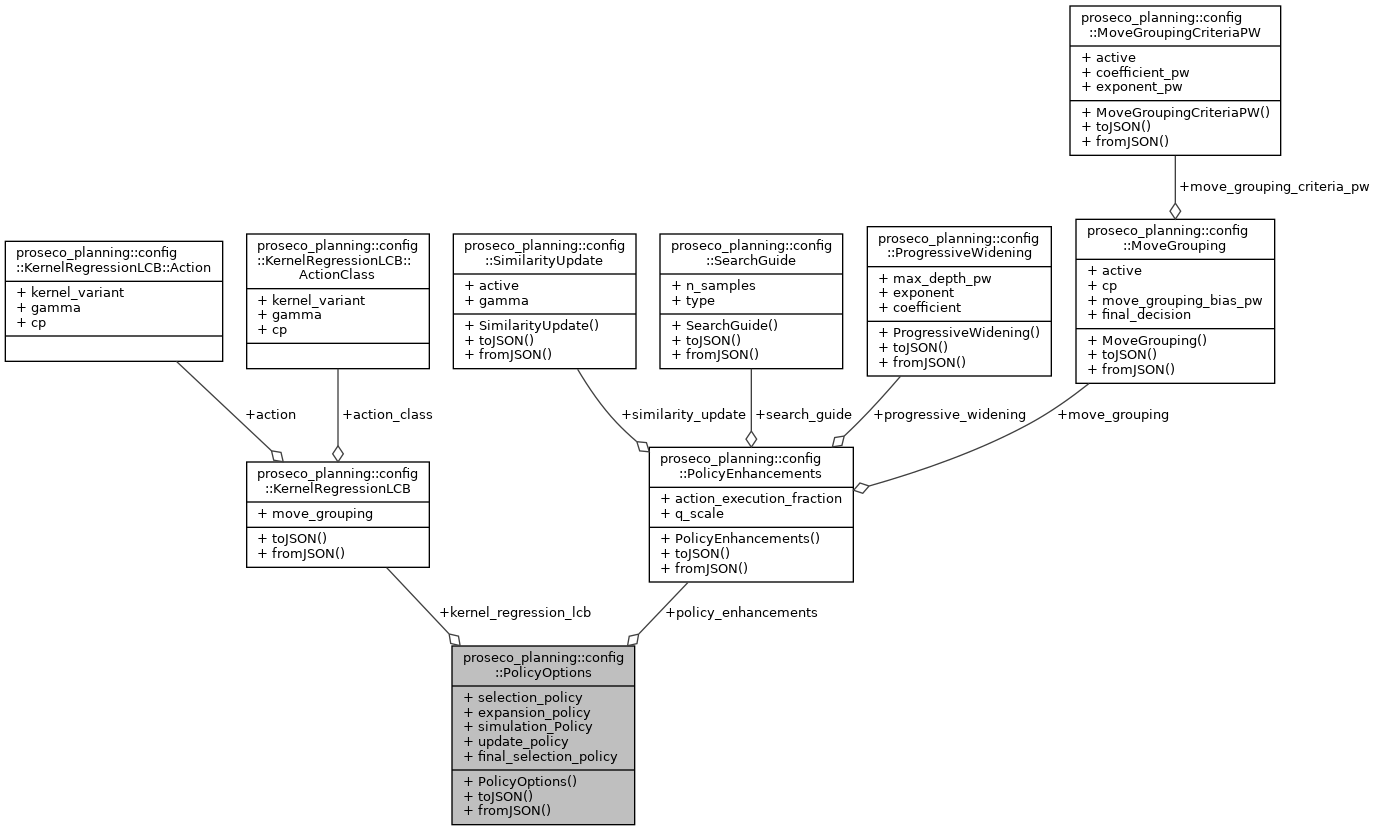 proseco_planning::config
::MoveGroupingCriteriaPW
+ active
+ coefficient_pw
+ exponent_pw
+ MoveGroupingCriteriaPW()
+ toJSON()
+ fromJSON()
+move_grouping_criteria_pw
proseco_planning::config
::KernelRegressionLCB::Action
+ kernel_variant
+ gamma
+ cp
proseco_planning::config
::KernelRegressionLCB::
ActionClass
+ kernel_variant
+ gamma
+ cp
proseco_planning::config
::SimilarityUpdate
+ active
+ gamma
+ SimilarityUpdate()
+ toJSON()
+ fromJSON()
proseco_planning::config
::SearchGuide
+ n_samples
+ type
+ SearchGuide()
+ toJSON()
+ fromJSON()
proseco_planning::config
::ProgressiveWidening
+ max_depth_pw
+ exponent
+ coefficient
+ ProgressiveWidening()
+ toJSON()
+ fromJSON()
proseco_planning::config
::MoveGrouping
+ active
+ cp
+ move_grouping_bias_pw
+ final_decision
+ MoveGrouping()
+ toJSON()
+ fromJSON()
+action
+action_class
+similarity_update
+search_guide
+progressive_widening
+move_grouping
proseco_planning::config
::KernelRegressionLCB
+ move_grouping
+ toJSON()
+ fromJSON()
proseco_planning::config
::PolicyEnhancements
+ action_execution_fraction
+ q_scale
+ PolicyEnhancements()
+ toJSON()
+ fromJSON()
+kernel_regression_lcb
+policy_enhancements
proseco_planning::config
::PolicyOptions
+ selection_policy
+ expansion_policy
+ simulation_Policy
+ update_policy
+ final_selection_policy
+ PolicyOptions()
+ toJSON()
+ fromJSON()